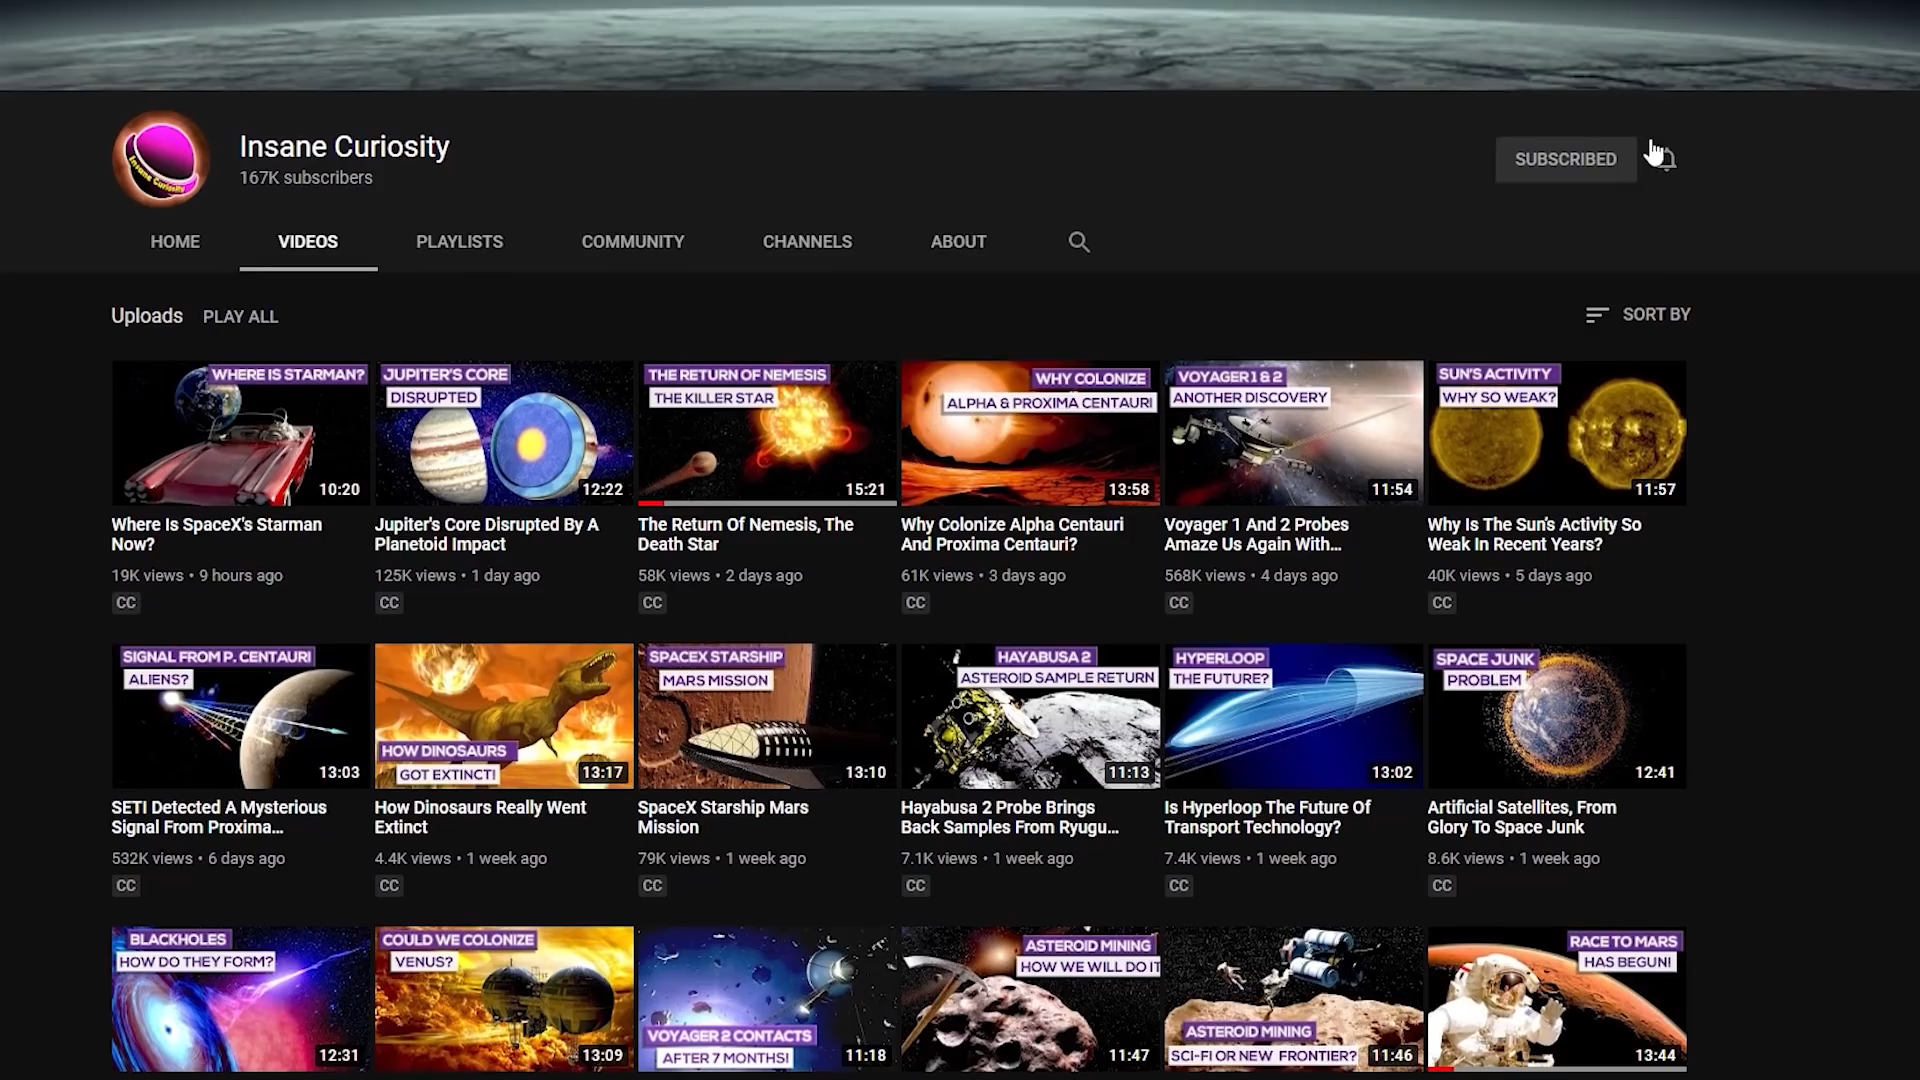 Insane Curiosity
Insane Curiosity
167K subscribers
SUBSCRIBED
HOME VIDEOS PLAYLISTS COMMUNITY CHANNELS ABOUT
Uploads PLAY ALL
SORT BY
WHERE IS STARMAN?
10:20
JUPITER'S CORE
DISRUPTED
12:22
THE RETURN OF NEMESIS
THE KILLER STAR
15:21
WHY COLONIZE
ALPHA & PROXIMA CENTAURI
13:58
VOYAGER 1 & 2
ANOTHER DISCOVERY
11:54
SUN'S ACTIVITY
WHY SO WEAK?
11:57
Where Is SpaceX's Starman
Now?
19K views • 9 hours ago
CC
Jupiter's Core Disrupted By A
Planetoid Impact
125K views • 1 day ago
CC
The Return Of Nemesis, The
Death Star
58K views • 2 days ago
CC
Why Colonize Alpha Centauri
And Proxima Centauri?
61K views • 3 days ago
CC
Voyager 1 And 2 Probes
Amaze Us Again With...
568K views • 4 days ago
CC
Why Is The Sun's Activity So
Weak In Recent Years?
40K views • 5 days ago
CC
SIGNAL FROM P. CENTAURI
ALIENS?
13:03
HOW DINOSAURS
GOT EXTINCT!
13:17
SPACEX STARSHIP
MARS MISSION
13:10
HAYABUSA 2
ASTEROID SAMPLE RETURN
11:13
HYPERLOOP
THE FUTURE?
13:02
SPACE JUNK
PROBLEM
12:41
SETI Detected A Mysterious
Signal From Proxima...
532K views • 6 days ago
CC
How Dinosaurs Really Went
Extinct
4.4K views • 1 week ago
CC
SpaceX Starship Mars
Mission
79K views • 1 week ago
CC
Hayabusa 2 Probe Brings
Back Samples From Ryugu...
7.1K views • 1 week ago
CC
Is Hyperloop The Future Of
Transport Technology?
7.4K views • 1 week ago
CC
Artificial Satellites, From
Glory To Space Junk
8.6K views • 1 week ago
CC
BLACKHOLES
HOW DO THEY FORM?
12:31
COULD WE COLONIZE
VENUS?
13:09
VOYAGER 2 CONTACTS
AFTER 7 MONTHS!
11:18
ASTEROID MINING
HOW WE WILL DO IT
11:47
ASTEROID MINING
SCI-FI OR NEW FRONTIER?
11:46
RACE TO MARS
HAS BEGUN!
13:44